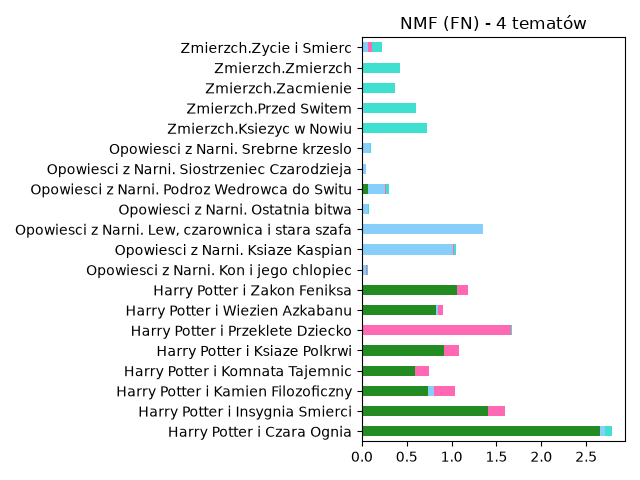 NMF (FN) - 4 tematów
Zmierzch.Zycie i Smierc
Zmierzch.Zmierzch
Zmierzch.Zacmienie
Zmierzch.Przed Switem
Zmierzch.Ksiezyc w Nowiu
Opowiesci z Narni. Srebrne krzeslo
Opowiesci z Narni. Siostrzeniec Czarodzieja
Opowiesci z Narni. Podroz Wedrowca do Switu
Opowiesci z Narni. Ostatnia bitwa
Opowiesci z Narni. Lew, czarownica i stara szafa
Opowiesci z Narni. Ksiaze Kaspian
Opowiesci z Narni. Kon i jego chlopiec
Harry Potter i Zakon Feniksa
Harry Potter i Wiezien Azkabanu
Harry Potter i Przeklete Dziecko
Harry Potter i Ksiaze Polkrwi
Harry Potter i Komnata Tajemnic
Harry Potter i Kamien Filozoficzny
Harry Potter i Insygnia Smierci
Harry Potter i Czara Ognia
0.0 0.5 1.0 1.5 2.0 2.5